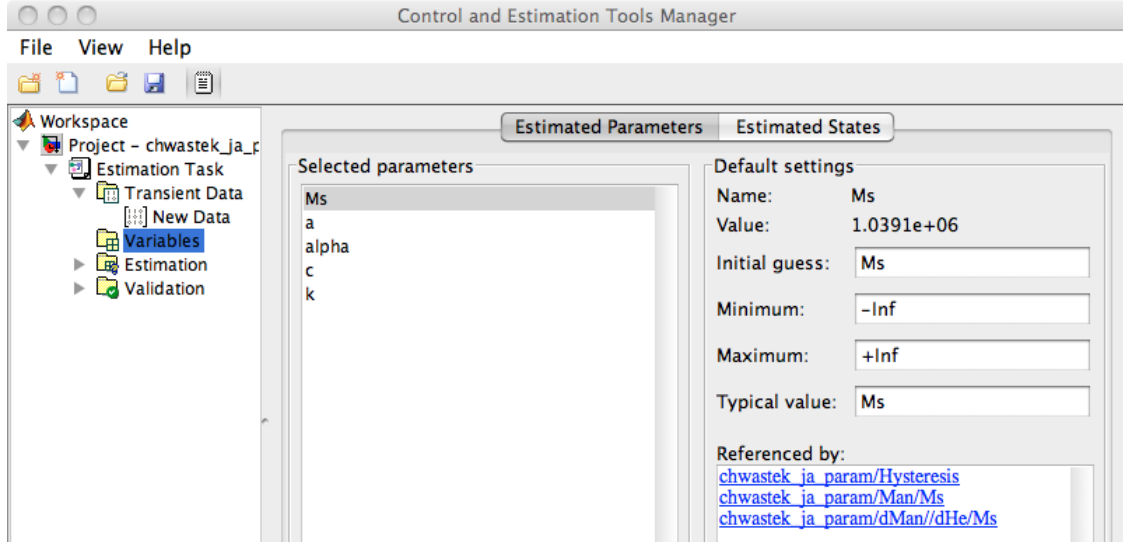 Control and Estimation Tools Manager
File View Help
Workspace
Project - chwastek_ja_p
Estimation Task
Transient Data
New Data
Variables
Estimation
Validation
Estimated Parameters Estimated States
Selected parameters
Ms
a
alpha
c
k
Default settings
Name: Ms
Value: 1.0391e+06
Initial guess: Ms
Minimum: -Inf
Maximum: +Inf
Typical value: Ms
Referenced by:
chwastek_ja_param/Hysteresis
chwastek_ja_param/Man/Ms
chwastek_ja_param/dMan//dHe/Ms